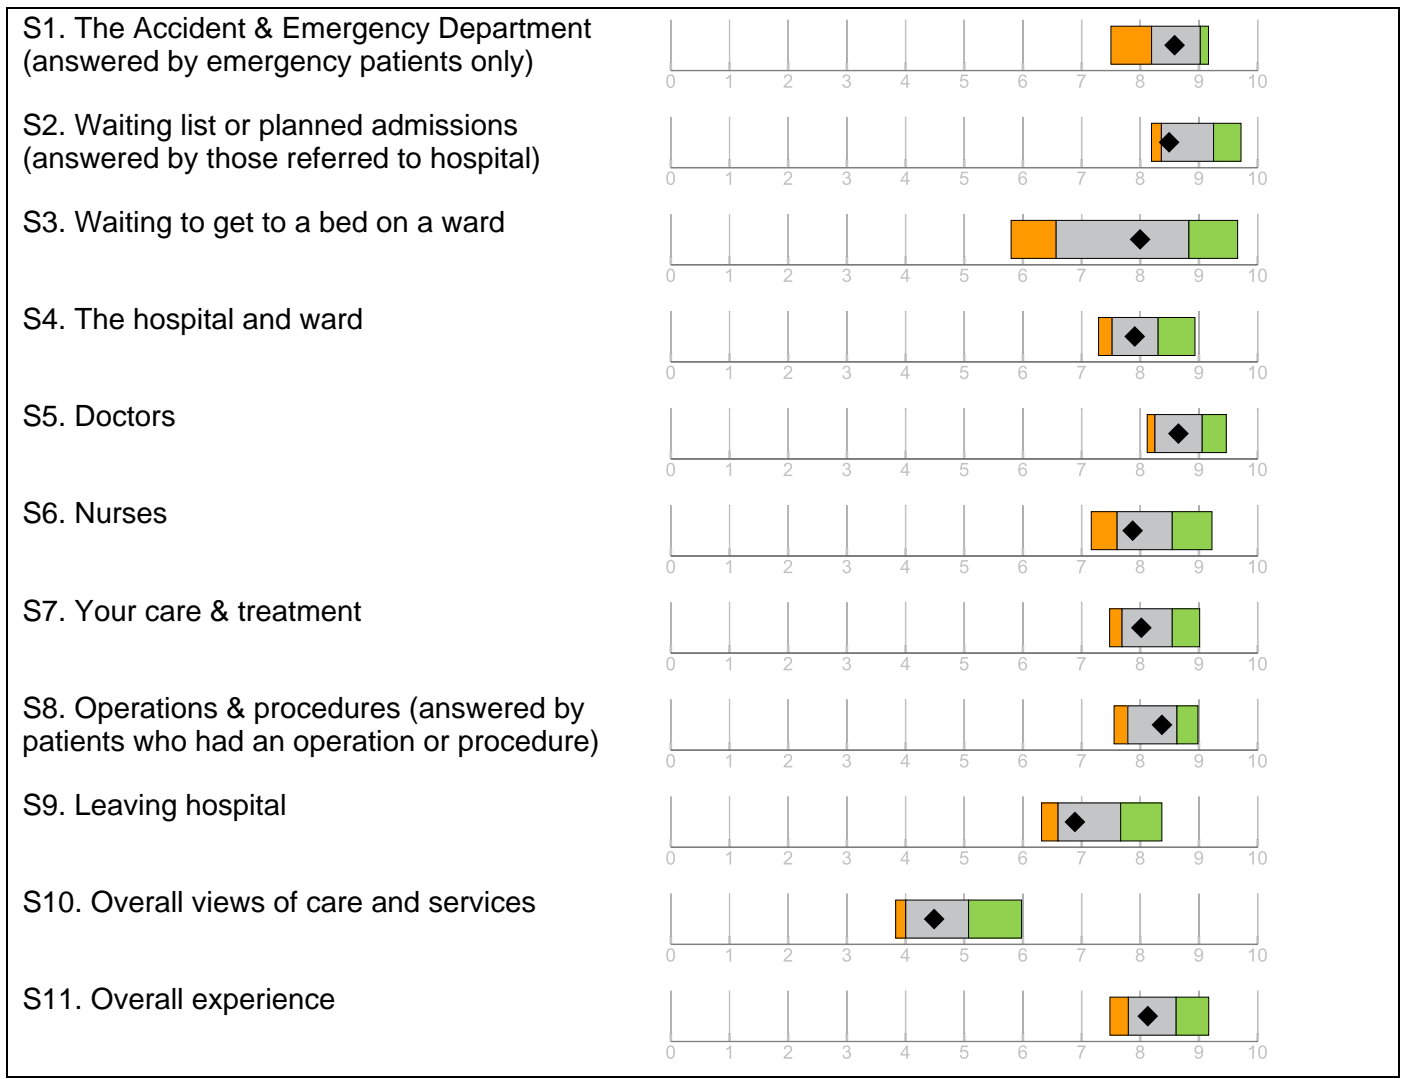 S1. The Accident & Emergency Department
(answered by emergency patients only)
0 1 2 3 4 5 6 7 8 9 10
S2. Waiting list or planned admissions
(answered by those referred to hospital)
0 1 2 3 4 5 6 7 8 9 10
S3. Waiting to get to a bed on a ward
0 1 2 3 4 5 6 7 8 9 10
S4. The hospital and ward
0 1 2 3 4 5 6 7 8 9 10
S5. Doctors
0 1 2 3 4 5 6 7 8 9 10
S6. Nurses
0 1 2 3 4 5 6 7 8 9 10
S7. Your care & treatment
0 1 2 3 4 5 6 7 8 9 10
S8. Operations & procedures (answered by
patients who had an operation or procedure)
0 1 2 3 4 5 6 7 8 9 10
S9. Leaving hospital
0 1 2 3 4 5 6 7 8 9 10
S10. Overall views of care and services
0 1 2 3 4 5 6 7 8 9 10
S11. Overall experience
0 1 2 3 4 5 6 7 8 9 10